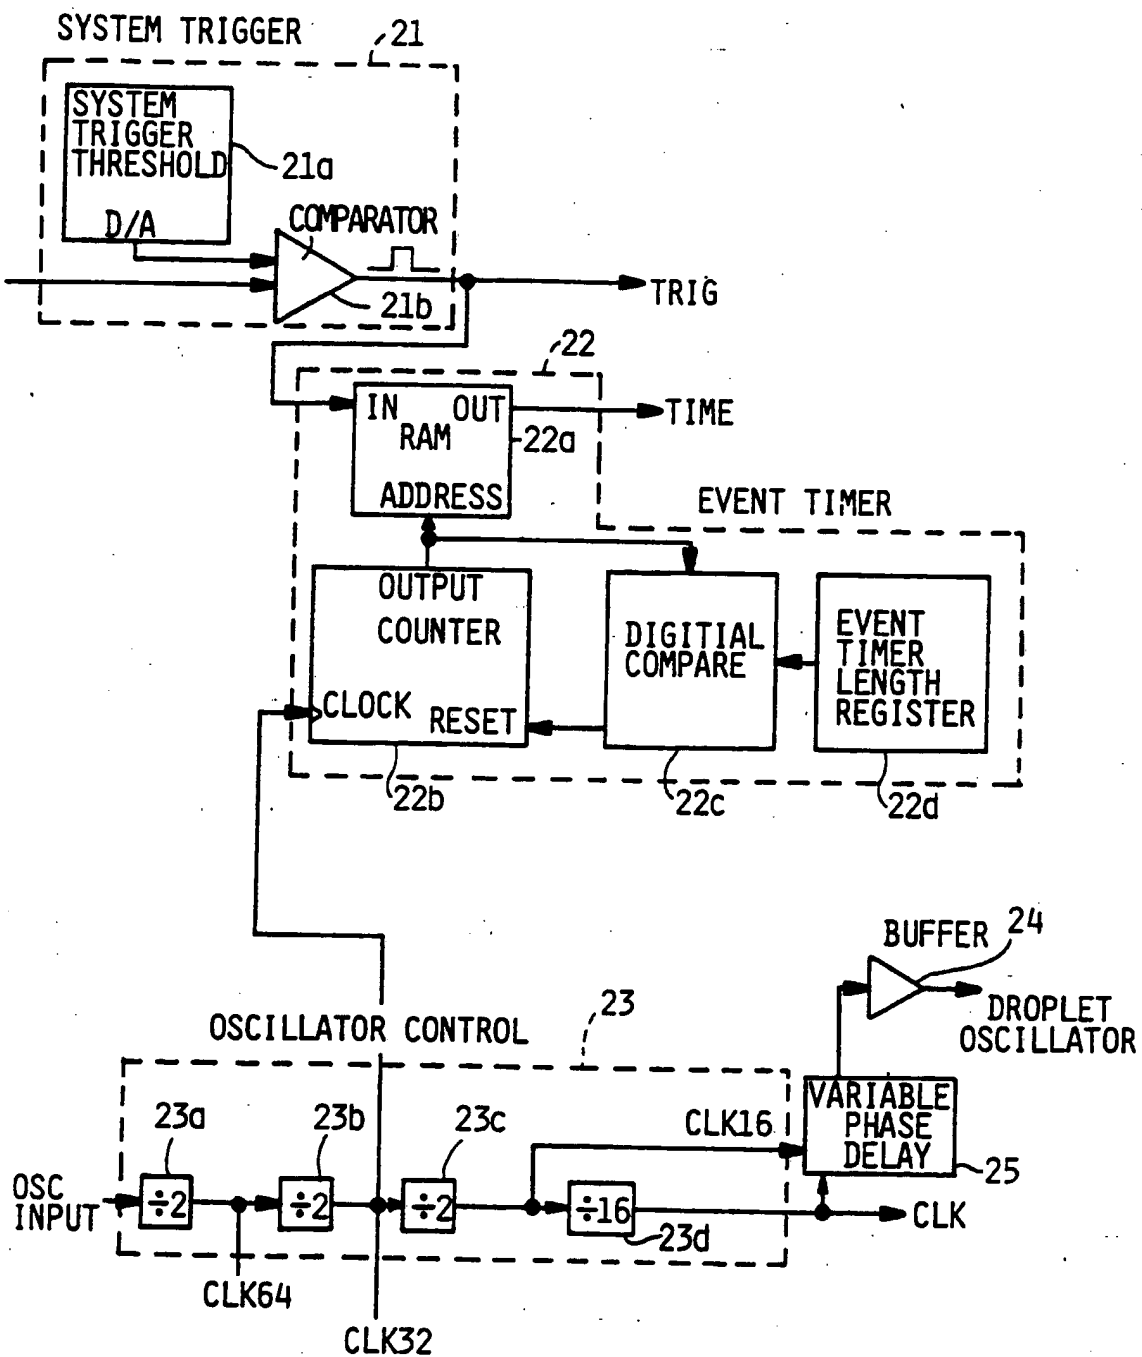 SYSTEM TRIGGER
21
SYSTEM
TRIGGER
THRESHOLD
21a
D/A
COMPARATOR
21b
TRIG
22
IN OUT
RAM
TIME
22a
ADDRESS
EVENT TIMER
OUTPUT
COUNTER
CLOCK
RESET
22b
DIGITIAL
COMPARE
22c
EVENT
TIMER
LENGTH
REGISTER
22d
BUFFER
24
DROPLET
OSCILLATOR
OSCILLATOR CONTROL
23
VARIABLE
PHASE
DELAY
25
23a
23b
23c
CLK16
OSC
INPUT
÷2
÷2
÷2
÷16
23d
CLK
CLK64
CLK32